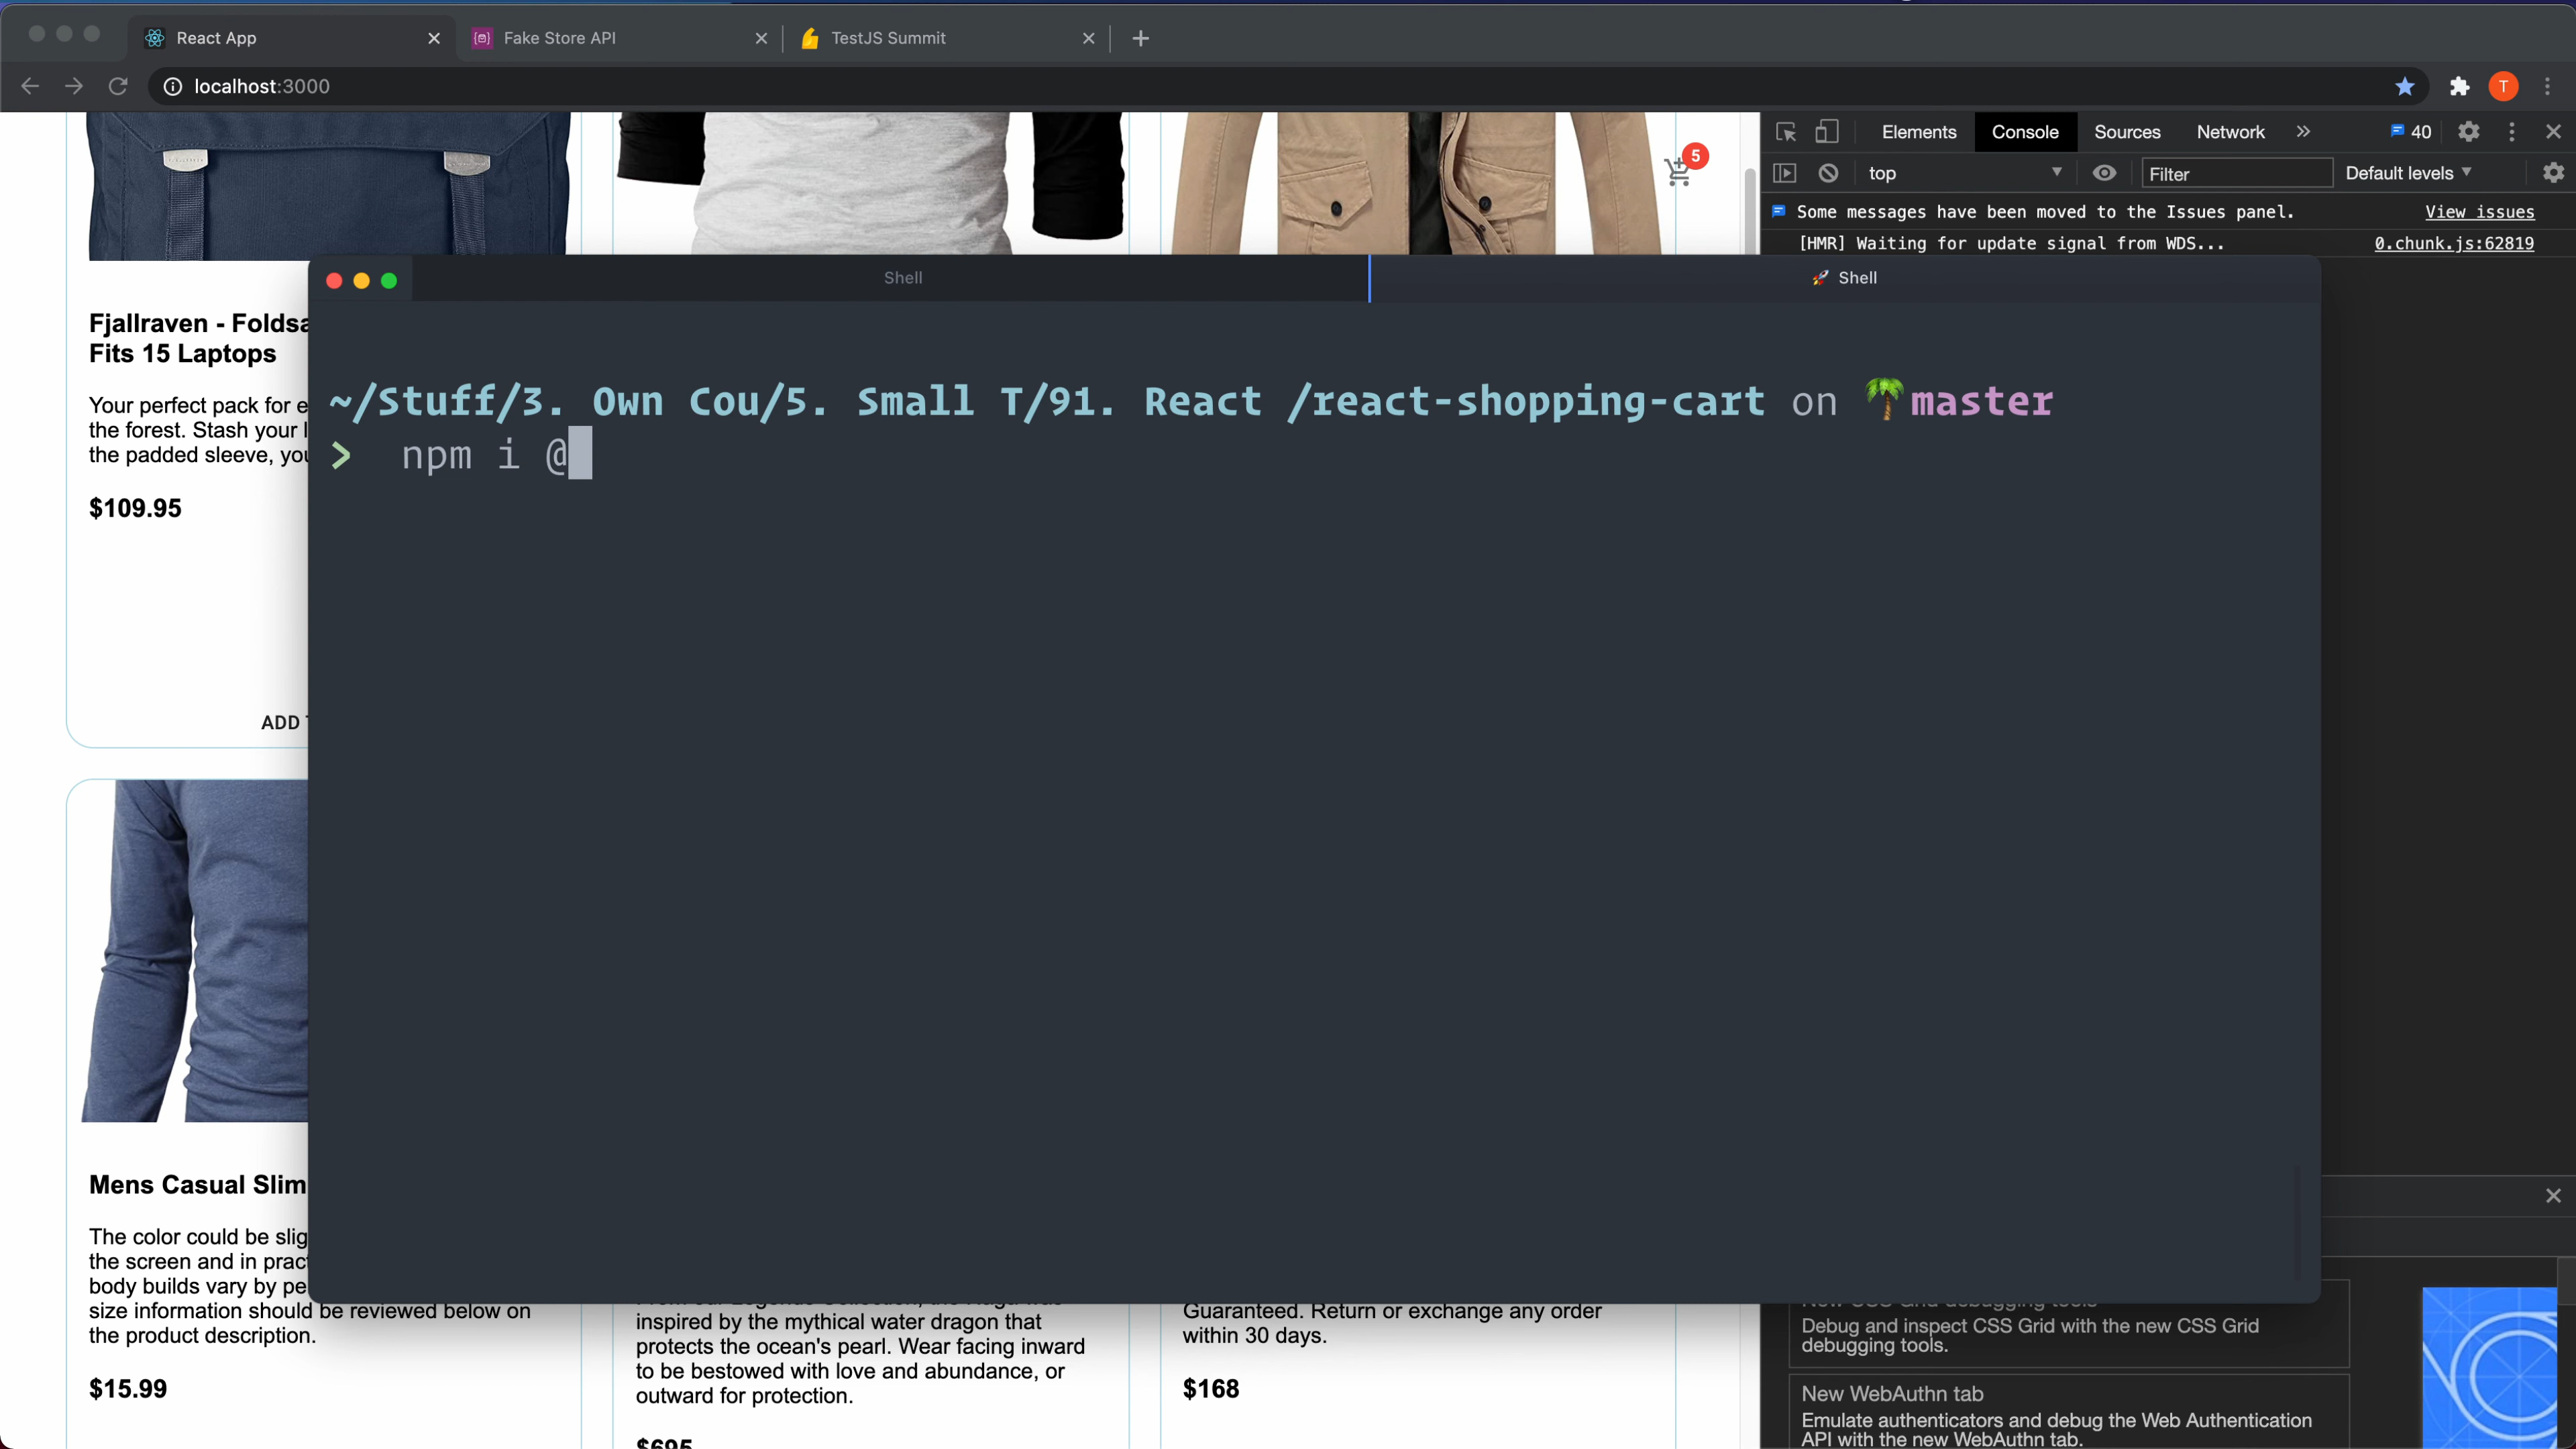 React App
Fake Store API
TestJS Summit
localhost:3000
T
Elements
Console
Sources
Network
40
top
Filter
Default levels
Some messages have been moved to the Issues panel.
View issues
[HMR] Waiting for update signal from WDS...
0.chunk.js:62819
5
Shell
Shell
~/Stuff/3. Own Cou/5. Small T/91. React /react-shopping-cart on master
> npm i @
Fjallraven - Foldsa
Fits 15 Laptops
Your perfect pack for e
the forest. Stash your l
the padded sleeve, you
$109.95
ADD
Mens Casual Slim
The color could be slig
the screen and in pract
body builds vary by pe
size information should be reviewed below on
the product description.
$15.99
inspired by the mythical water dragon that
protects the ocean's pearl. Wear facing inward
to be bestowed with love and abundance, or
outward for protection.
$695
Guaranteed. Return or exchange any order
within 30 days.
$168
New CSS Grid debugging tools
Debug and inspect CSS Grid with the new CSS Grid
debugging tools.
New WebAuthn tab
Emulate authenticators and debug the Web Authentication
API with the new WebAuthn tab.